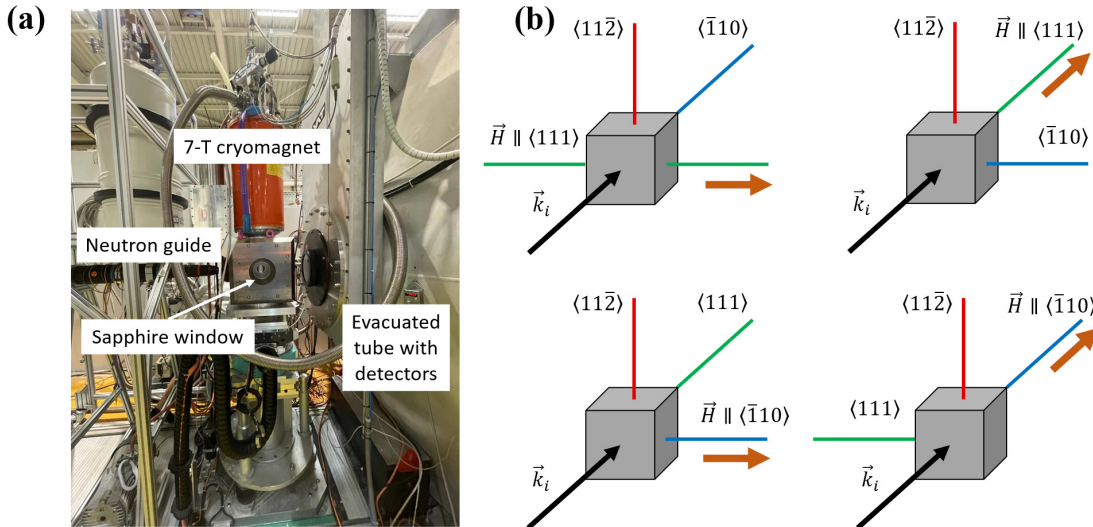 (a)
7-T cryomagnet
Neutron guide
Sapphire window
Evacuated
tube with
detectors
(b)
⟨112̅⟩
⟨1̅10⟩
H⃗ ∥ ⟨111⟩
k⃗ᵢ
⟨112̅⟩
H⃗ ∥ ⟨111⟩
⟨1̅10⟩
k⃗ᵢ
⟨112̅⟩
⟨111⟩
H⃗ ∥ ⟨1̅10⟩
k⃗ᵢ
⟨112̅⟩
H⃗ ∥ ⟨1̅10⟩
⟨111⟩
k⃗ᵢ